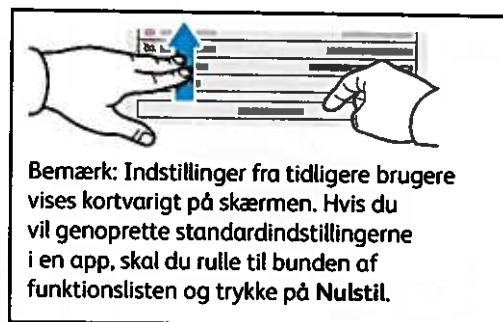 Bemærk: Indstillinger fra tidligere brugere
vises kortvarigt på skærmen. Hvis du
vil genoprette standardindstillingerne
i en app, skal du rulle til bunden af
funktionslisten og trykke på Nulstil.